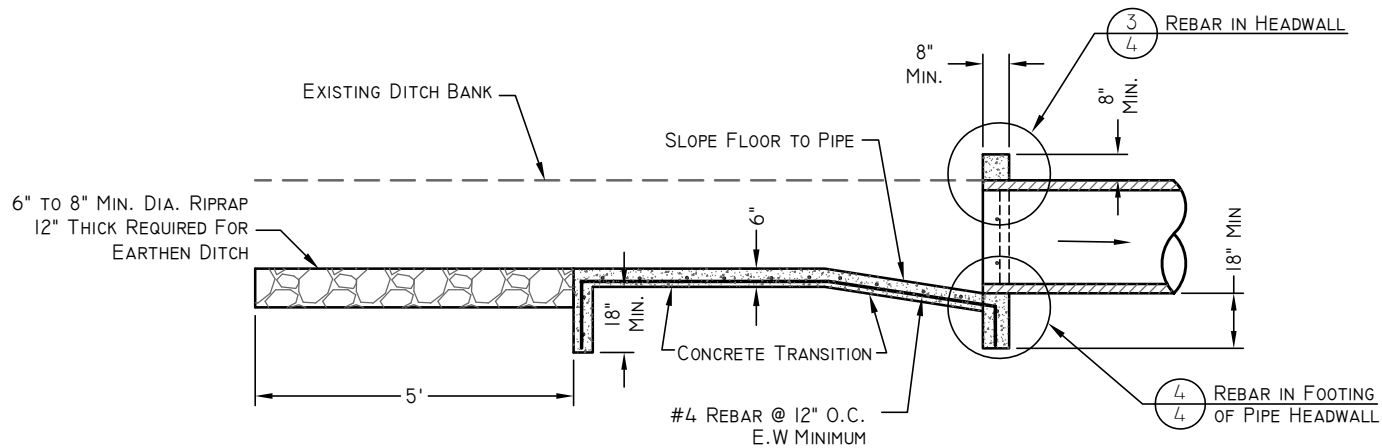 3
4
REBAR IN HEADWALL
8"
MIN.
8"
MIN.
EXISTING DITCH BANK
SLOPE FLOOR TO PIPE
6" TO 8" MIN. DIA. RIPRAP
12" THICK REQUIRED FOR
EARTHEN DITCH
6"
18"
MIN.
18" MIN
CONCRETE TRANSITION
5'
#4 REBAR @ 12" O.C.
E.W MINIMUM
4
4
REBAR IN FOOTING
OF PIPE HEADWALL